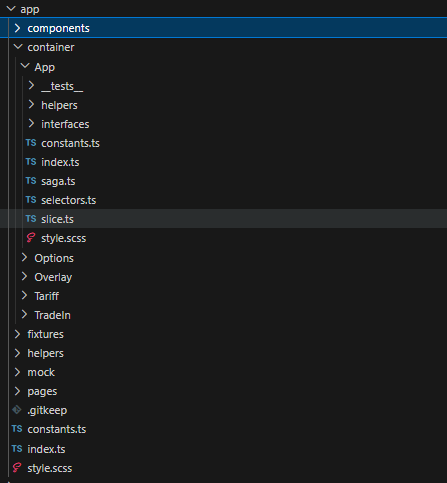 app
components
container
App
__tests__
helpers
interfaces
TS constants.ts
TS index.ts
TS saga.ts
TS selectors.ts
TS slice.ts
style.scss
Options
Overlay
Tariff
TradeIn
fixtures
helpers
mock
pages
.gitkeep
TS constants.ts
TS index.ts
style.scss